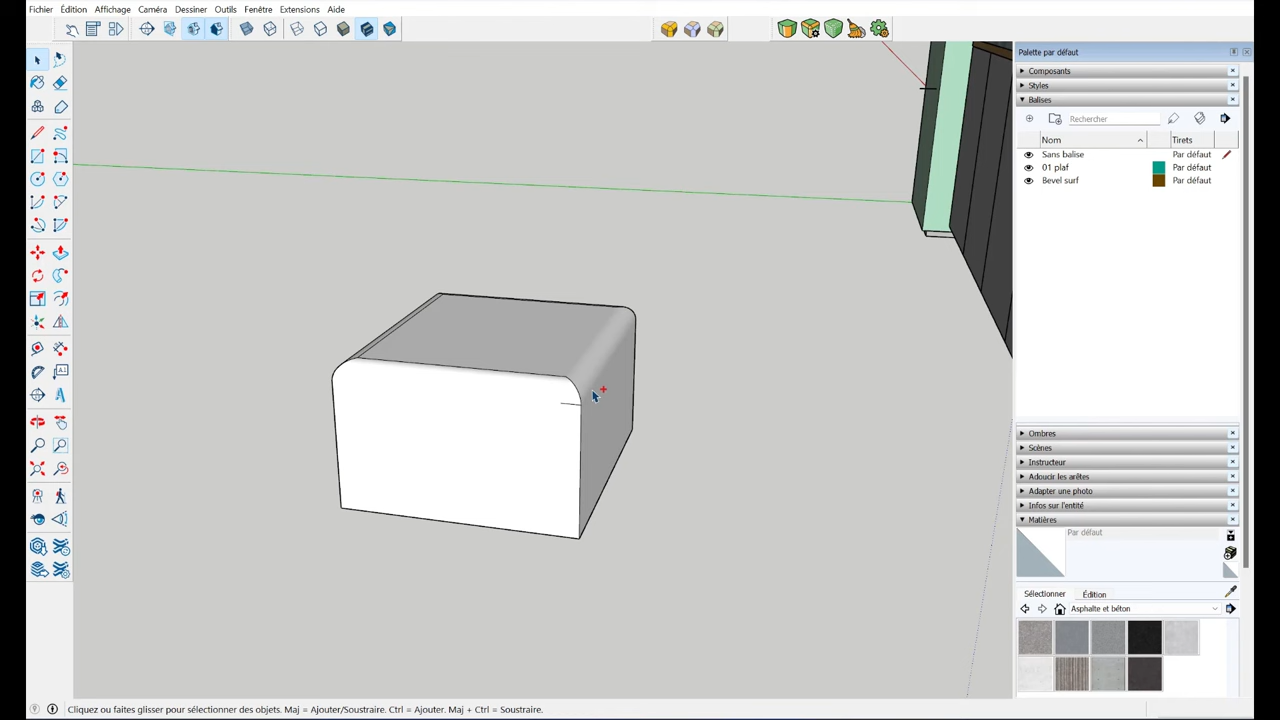 Fichier Édition Affichage Caméra Dessiner Outils Fenêtre Extensions Aide
Palette par défaut
Composants
Styles
Balises
Rechercher
Nom Tirets
Sans balise Par défaut
01 plaf Par défaut
Bevel surf Par défaut
Ombres
Scènes
Instructeur
Adoucir les arêtes
Adapter une photo
Infos sur l'entité
Matières
Par défaut
Sélectionner Édition
Asphalte et béton
Cliquez ou faites glisser pour sélectionner des objets. Maj = Ajouter/Soustraire. Ctrl = Ajouter. Maj + Ctrl = Soustraire.